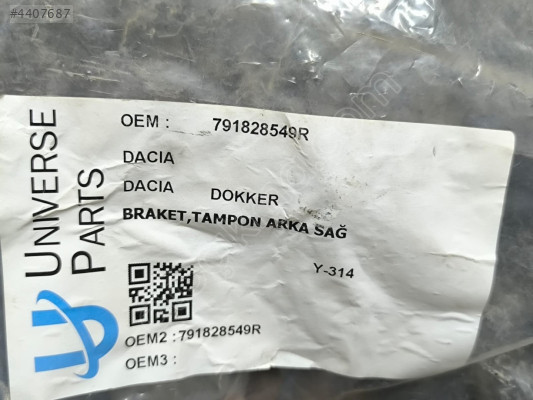 #4407687
UNIVERSE
PARTS
OEM : 791828549R
DACIA
DACIA DOKKER
BRAKET,TAMPON ARKA SAĞ
Y-314
OEM2 :791828549R
OEM3 :